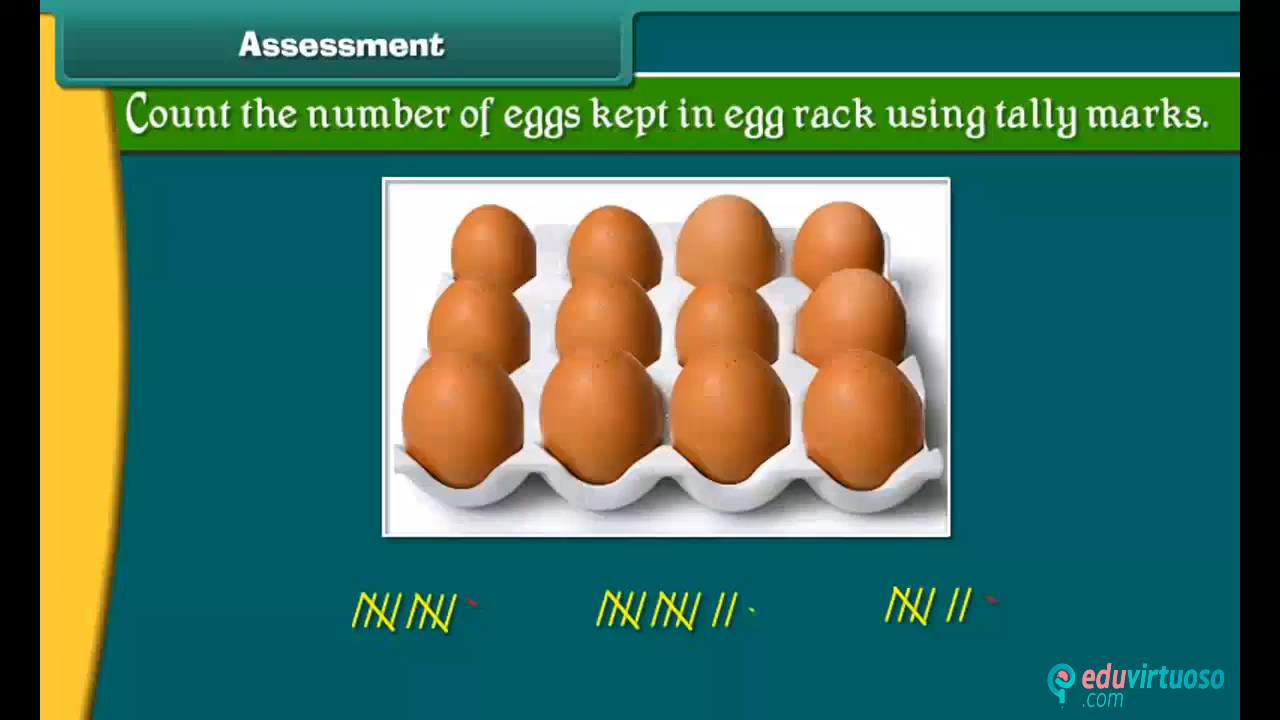 Assessment
Count the number of eggs kept in egg rack using tally marks.
eduvirtuoso
.com